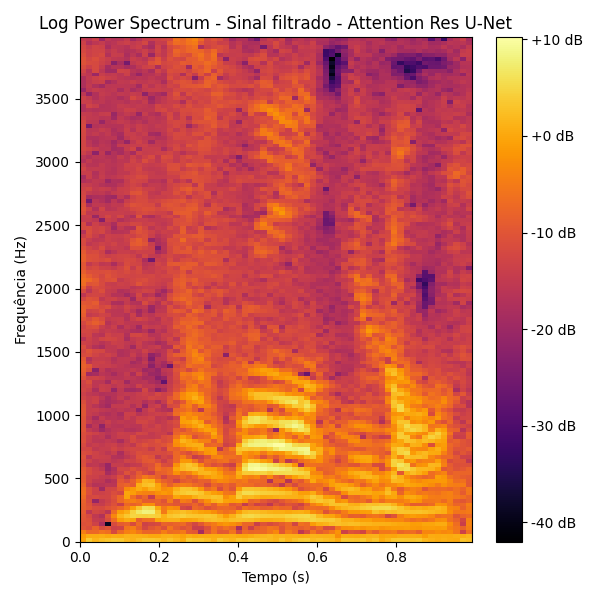 Log Power Spectrum - Sinal filtrado - Attention Res U-Net
Frequência (Hz)
3500
3000
2500
2000
1500
1000
500
0
0.0 0.2 0.4 0.6 0.8
Tempo (s)
+10 dB
+0 dB
-10 dB
-20 dB
-30 dB
-40 dB